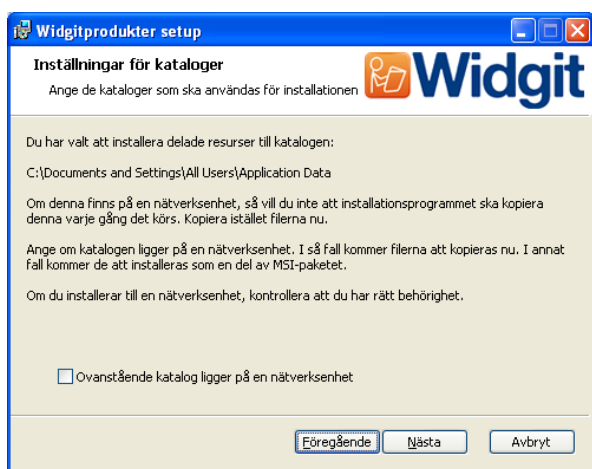 Widgitprodukter setup
Inställningar för kataloger
Ange de kataloger som ska användas för installationen
Widgit
Du har valt att installera delade resurser till katalogen:
C:\Documents and Settings\All Users\Application Data
Om denna finns på en nätverksenhet, så vill du inte att installationsprogrammet ska kopiera
denna varje gång det körs. Kopiera istället filerna nu.
Ange om katalogen ligger på en nätverksenhet. I så fall kommer filerna att kopieras nu. I annat
fall kommer de att installeras som en del av MSI-paketet.
Om du installerar till en nätverksenhet, kontrollera att du har rätt behörighet.
Ovanstående katalog ligger på en nätverksenhet
Föregående Nästa Avbryt